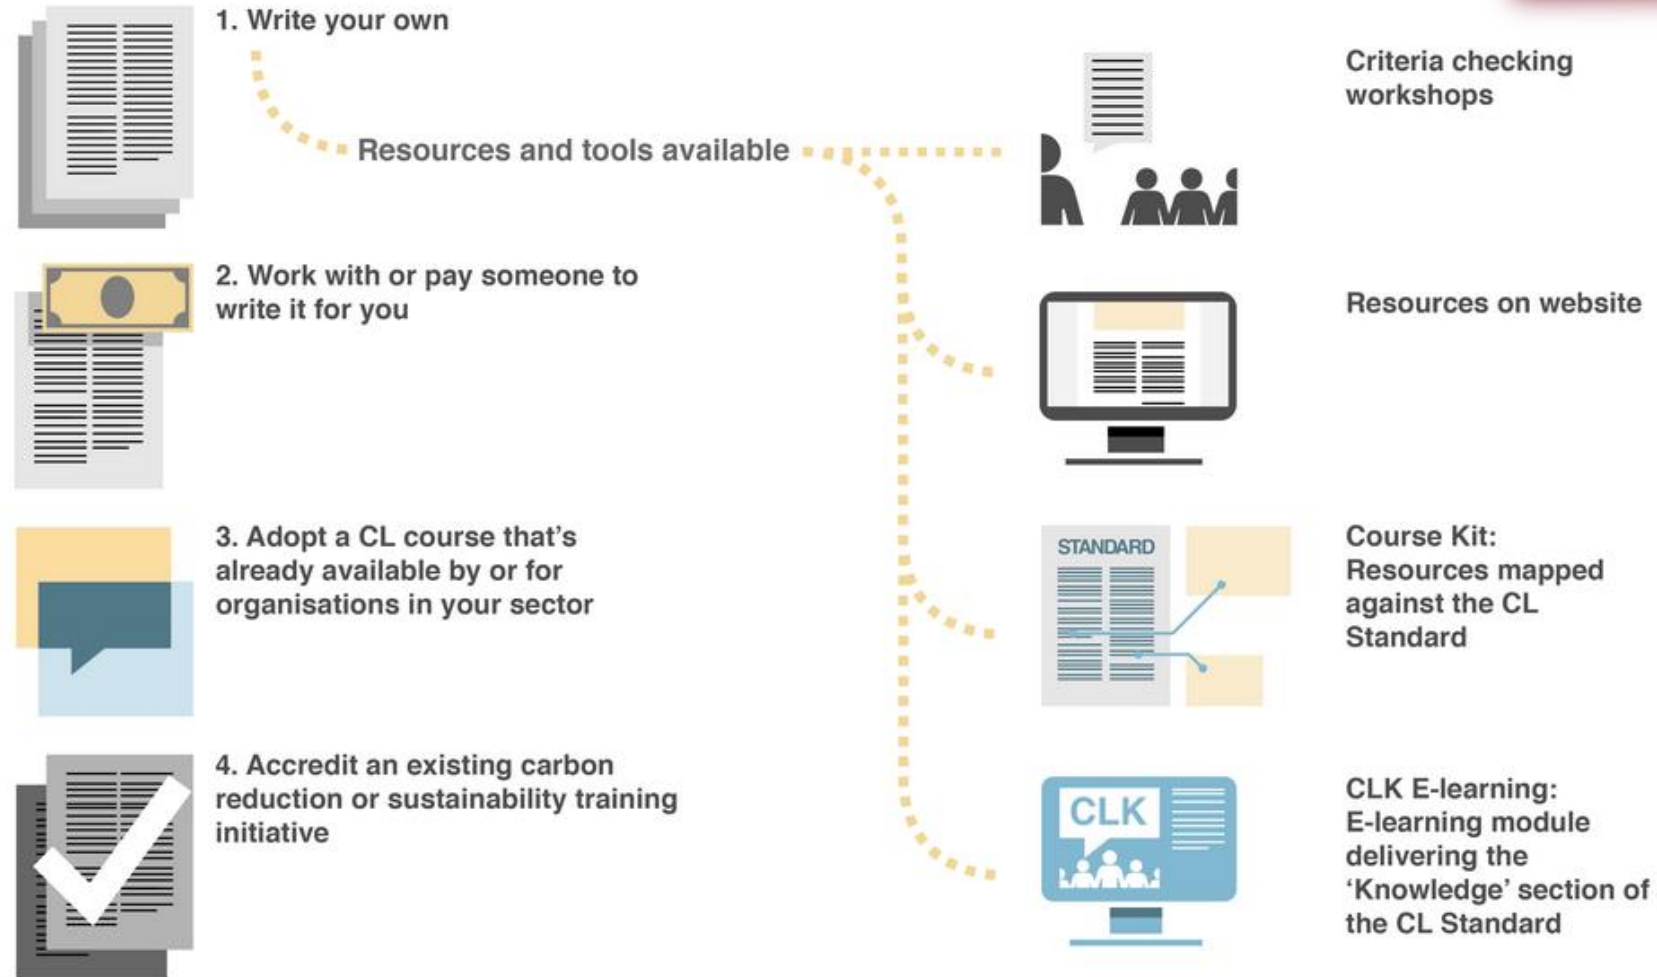 1. Write your own
Resources and tools available
2. Work with or pay someone to
write it for you
3. Adopt a CL course that’s
already available by or for
organisations in your sector
4. Accredit an existing carbon
reduction or sustainability training
initiative
Criteria checking
workshops
Resources on website
STANDARD
Course Kit:
Resources mapped
against the CL
Standard
CLK
CLK E-learning:
E-learning module
delivering the
‘Knowledge’ section of
the CL Standard